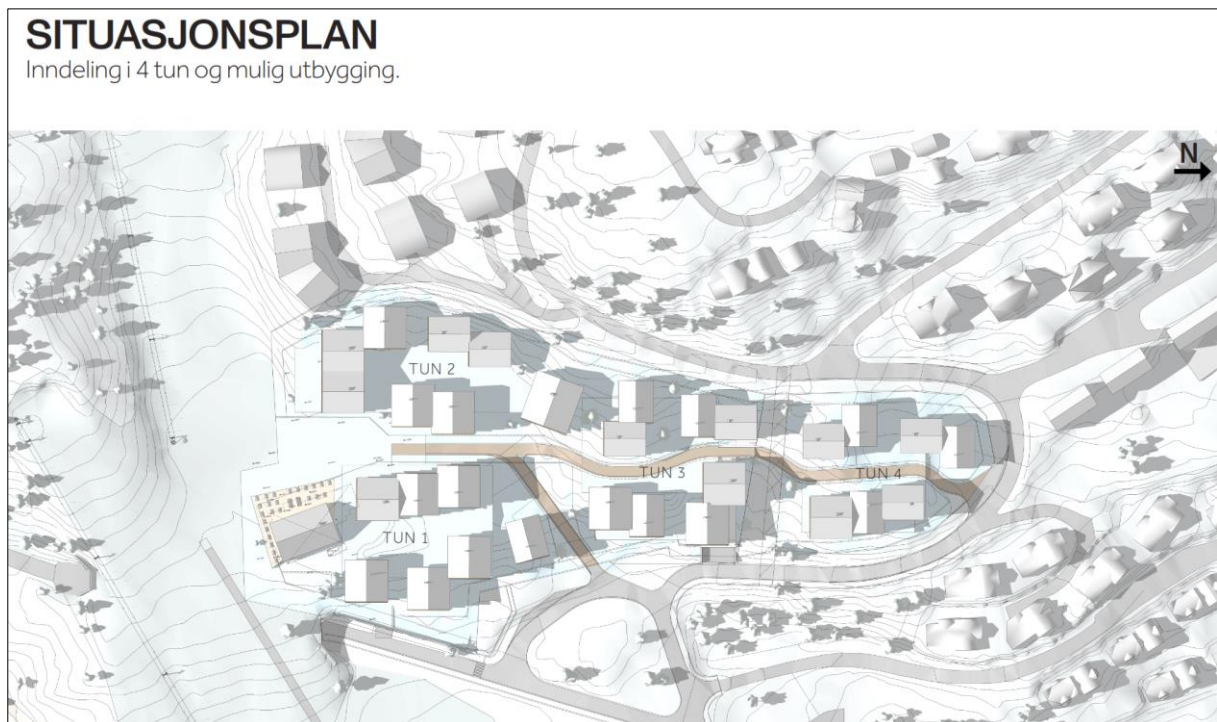 SITUASJONSPLAN
Inndeling i 4 tun og mulig utbygging.
N
TUN 2
TUN 3
TUN 4
TUN 1